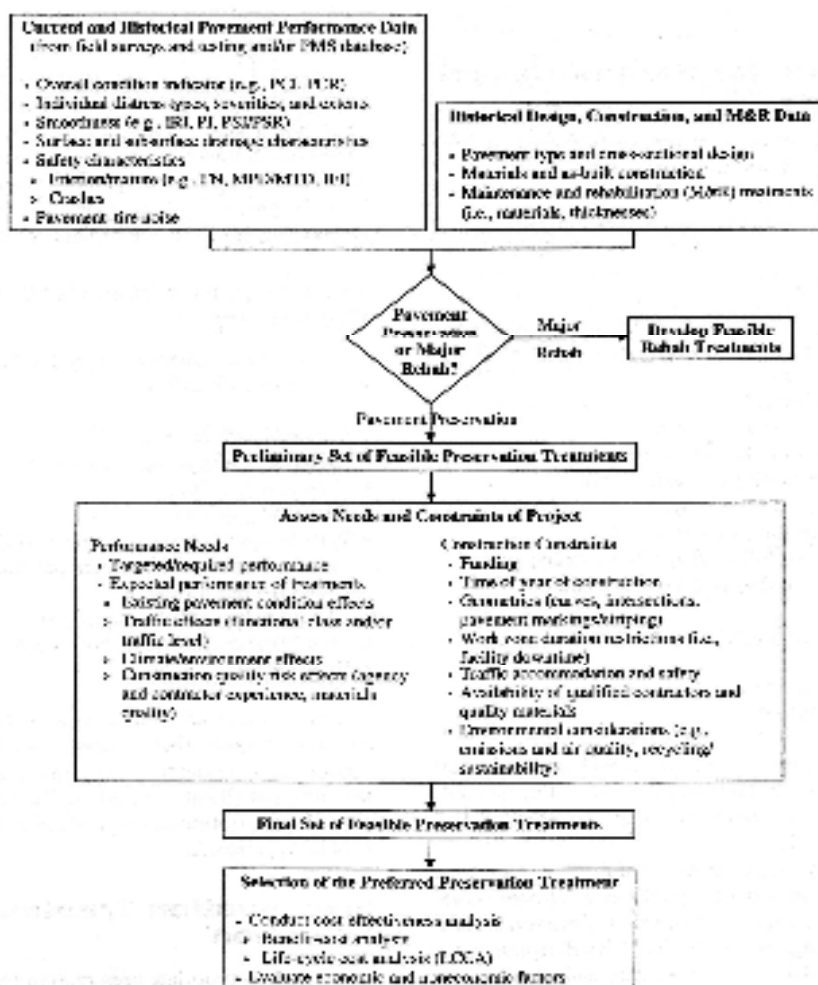 Current and Historical Pavement Performance Data
(from field surveys and testing and/or PMS database)
- Overall condition indicator (e.g., PCI, PCR)
- Individual distress types, severities, and extents
- Smoothness (e.g., IRI, PI, PSI/PSR)
- Surface and subsurface drainage characteristics
- Safety characteristics
Friction/texture (e.g., FN, MPD/MTD, IFI)
Crashes
- Pavement-tire noise
Historical Design, Construction, and M&R Data
- Pavement type and cross-sectional design
- Materials and as-built construction
- Maintenance and rehabilitation (M&R) treatments
(i.e., materials, thicknesses)
Pavement
Preservation
or Major
Rehab?
Major
Rehab
Develop Feasible
Rehab Treatments
Pavement Preservation
Preliminary Set of Feasible Preservation Treatments
Assess Needs and Constraints of Project
Performance Needs
- Targeted/required performance
- Expected performance of treatments
Existing pavement condition effects
Traffic effects (functional class and/or
traffic level)
Climate/environment effects
Construction quality risk effects (agency
and contractor experience, materials
quality)
Construction Constraints
- Funding
- Time of year of construction
- Geometrics (curves, intersections,
pavement markings/striping)
- Work zone duration restrictions (i.e.,
facility downtime)
- Traffic accommodation and safety
- Availability of qualified contractors and
quality materials
- Environmental considerations (e.g.,
emissions and air quality, recycling/
sustainability)
Final Set of Feasible Preservation Treatments
Selection of the Preferred Preservation Treatment
- Conduct cost effectiveness analysis
Benefit-cost analysis
Life-cycle cost analysis (LCCA)
- Evaluate economic and noneconomic factors